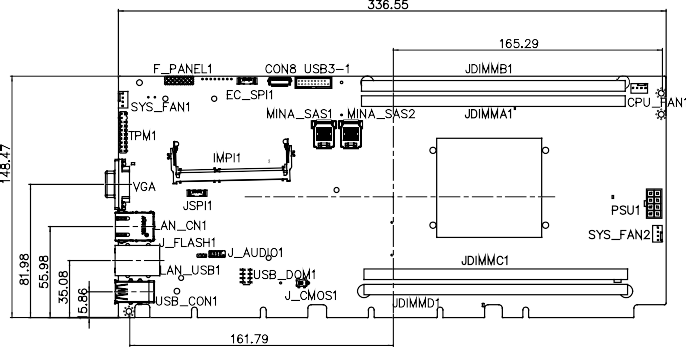 336.55
165.29
F_PANEL1
CON8 USB3-1
JDIMMB1
EC_SPI1
CPU_FAN1
SYS_FAN1
MINA_SAS1
MINA_SAS2
JDIMMA1
TPM1
148.47
IMPI1
VGA
JSPI1
PSU1
LAN_CN1
SYS_FAN2
J_FLASH1
J_AUDIO1
81.98
55.98
35.08
15.86
LAN_USB1
USB_DOM1
JDIMMC1
USB_CON1
J_CMOS1
JDIMMD1
161.79